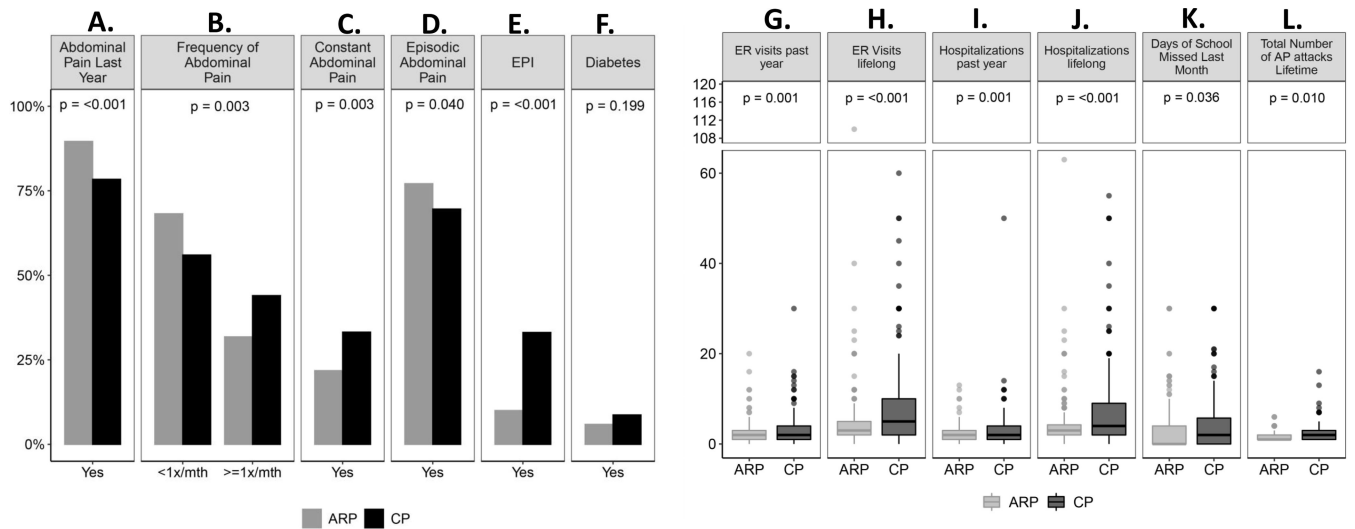 A. B. C. D. E. F.
Abdominal
Pain Last
Year
Frequency of
Abdominal
Pain
Constant
Abdominal
Pain
Episodic
Abdominal
Pain
EPI
Diabetes
p = <0.001
p = 0.003
p = 0.003
p = 0.040
p = <0.001
p = 0.199
100%
75%
50%
25%
0%
Yes
<1x/mth
>=1x/mth
Yes
Yes
Yes
Yes
ARP
CP
G. H. I. J. K. L.
ER visits past
year
ER Visits
lifelong
Hospitalizations
past year
Hospitalizations
lifelong
Days of School
Missed Last
Month
Total Number
of AP attacks
Lifetime
120
116
112
108
p = 0.001
p = <0.001
p = 0.001
p = <0.001
p = 0.036
p = 0.010
60
40
20
0
ARP CP
ARP CP
ARP CP
ARP CP
ARP CP
ARP CP
ARP
CP